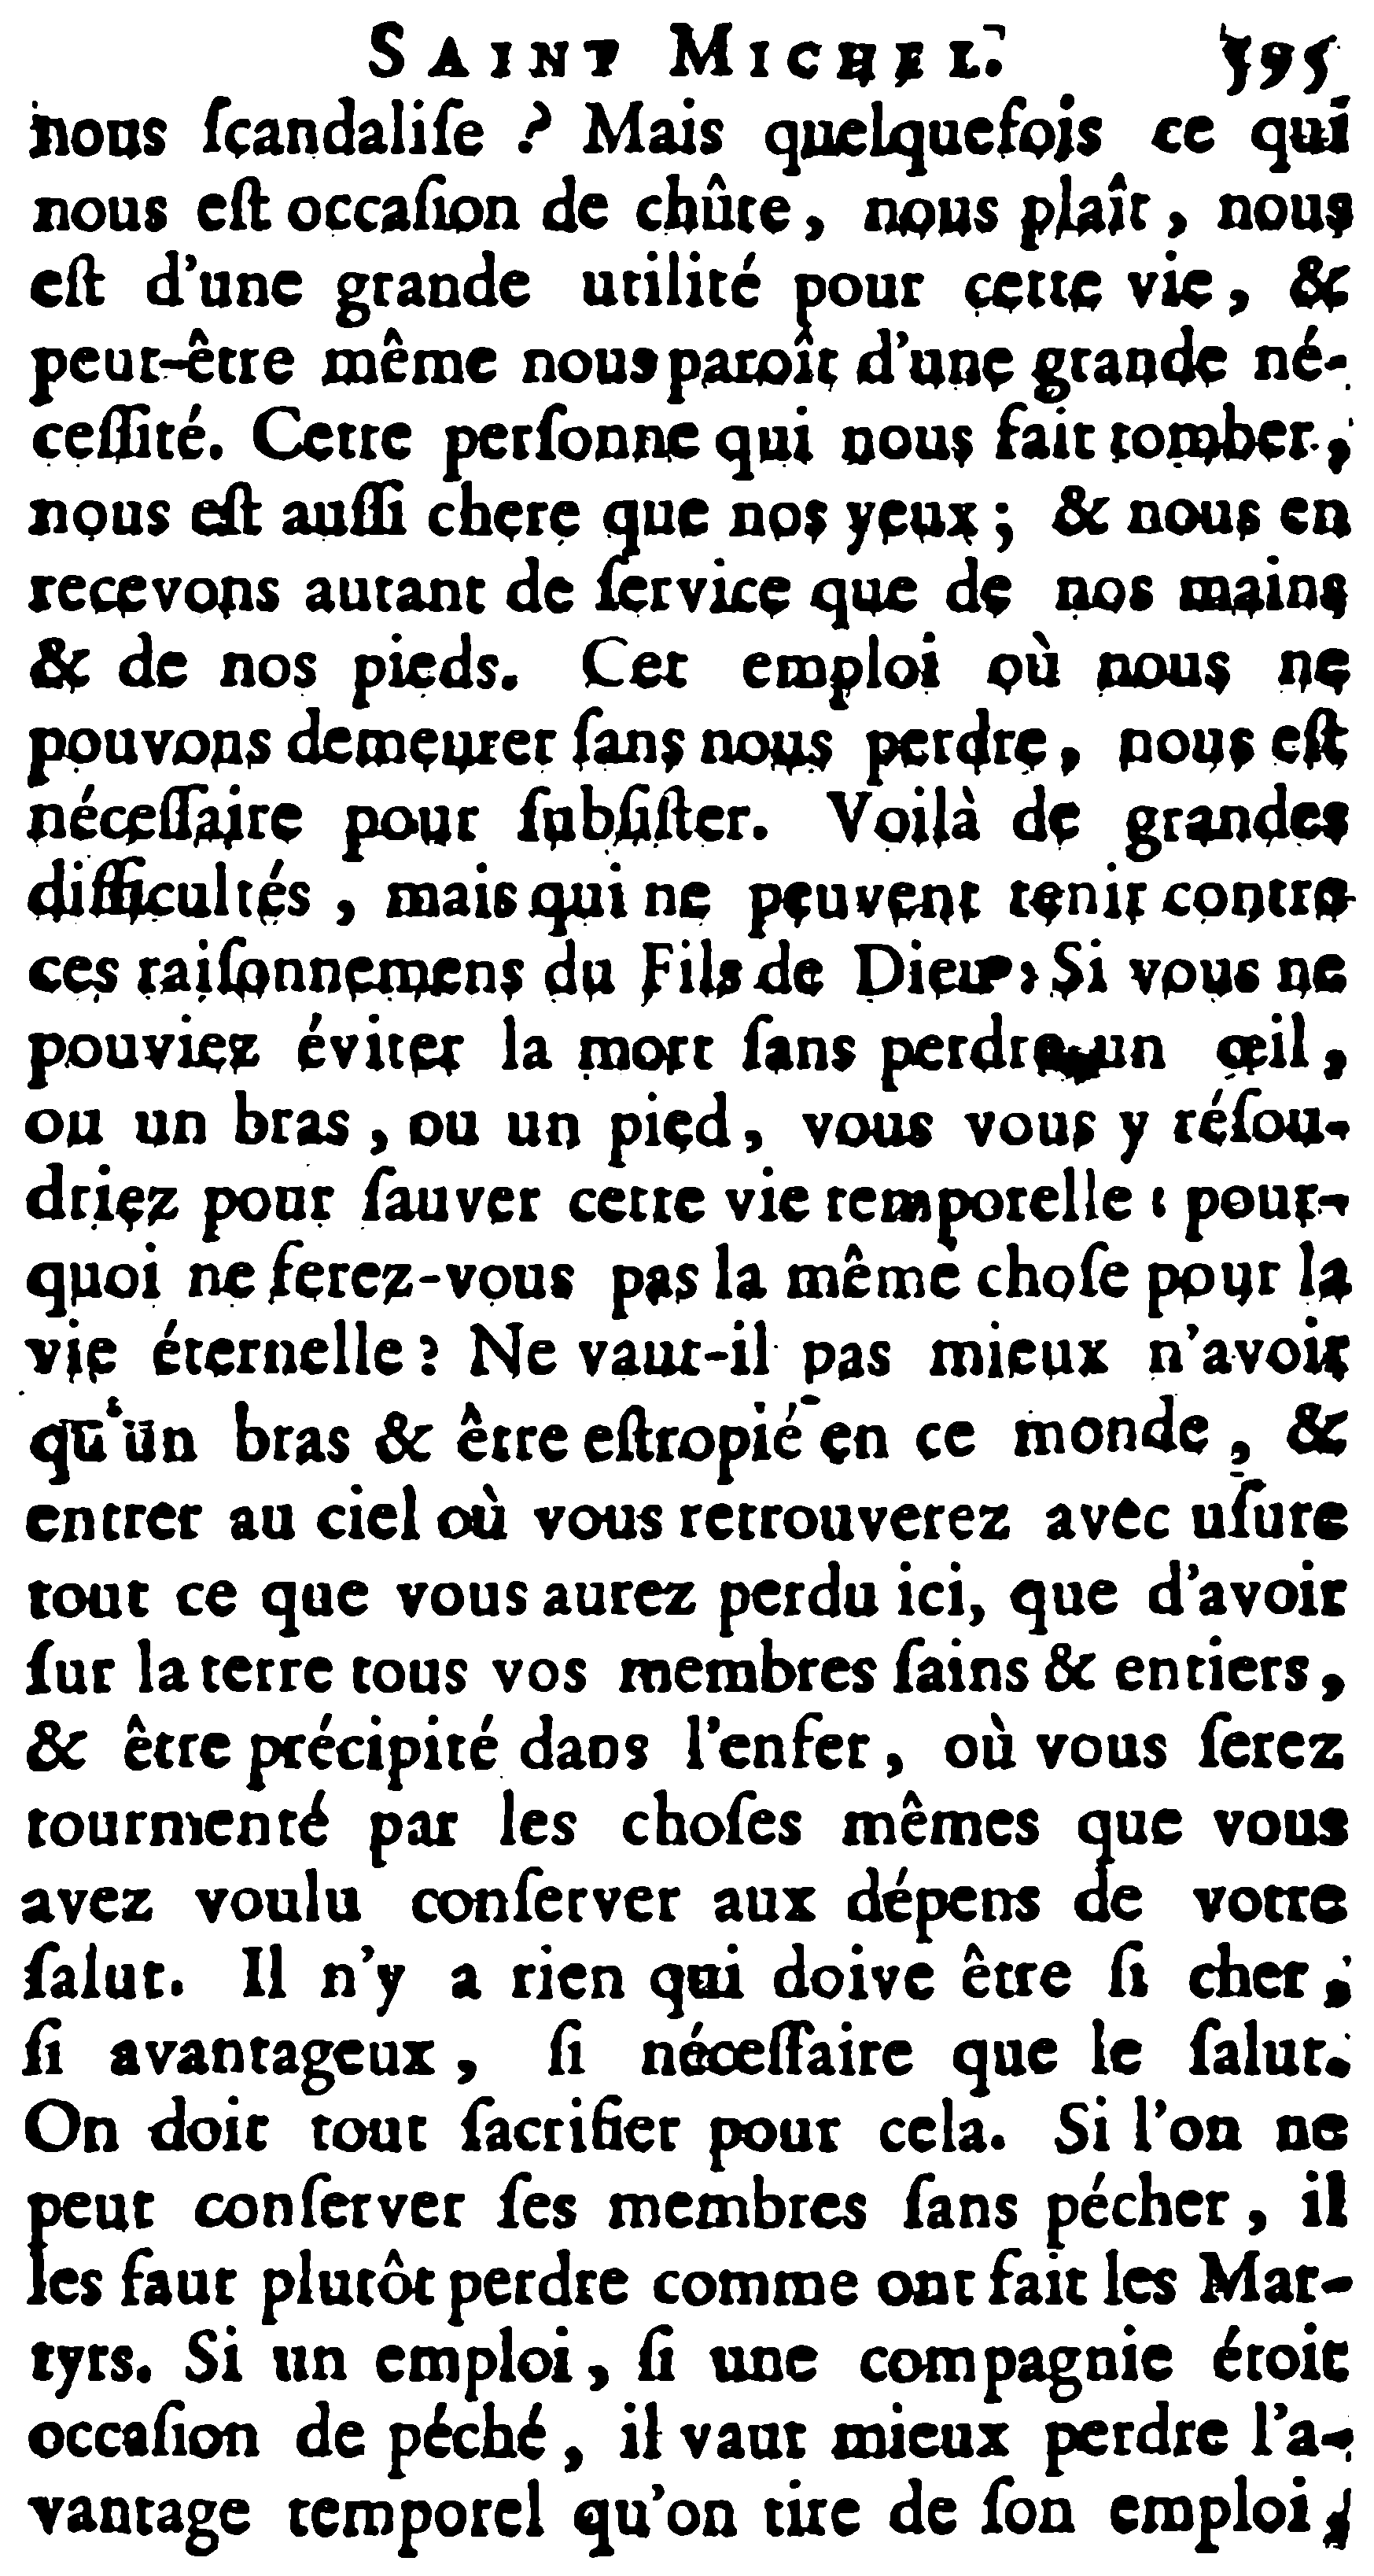 SAINT MICHEL. 595
nous ſçandaliſe ? Mais quelquefois ce qui
nous eſt occaſion de chûte, nous plaît, nous
eſt d'une grande utilité pour cette vie, &
peut-être même nous paroît d'une grande né-
ceſſité. Cette perſonne qui nous fait tomber,
nous eſt auſſi chere que nos yeux ; & nous en
recevons autant de ſervice que de nos mains
& de nos pieds. Cet emploi où nous ne
pouvons demeurer ſans nous perdre, nous eſt
néceſſaire pour ſubſiſter. Voilà de grandes
difficultés, mais qui ne peuvent tenir contre
ces raiſonnemens du Fils de Dieu : Si vous ne
pouviez éviter la mort ſans perdre un œil,
ou un bras, ou un pied, vous vous y réſou-
driez pour ſauver cette vie temporelle : pour-
quoi ne ferez-vous pas la même choſe pour la
vie éternelle ? Ne vaut-il pas mieux n'avoir
qu'un bras & être eſtropié en ce monde, &
entrer au ciel où vous retrouverez avec uſure
tout ce que vous aurez perdu ici, que d'avoir
ſur la terre tous vos membres ſains & entiers,
& être précipité dans l'enfer, où vous ſerez
tourmenté par les choſes mêmes que vous
avez voulu conſerver aux dépens de votre
ſalut. Il n'y a rien qui doive être ſi cher,
ſi avantageux, ſi néceſſaire que le ſalut.
On doit tout ſacrifier pour cela. Si l'on ne
peut conſerver ſes membres ſans pécher, il
les faut plutôt perdre comme ont fait les Mar-
tyrs. Si un emploi, ſi une compagnie étoit
occaſion de péché, il vaut mieux perdre l'a-
vantage temporel qu'on tire de ſon emploi,